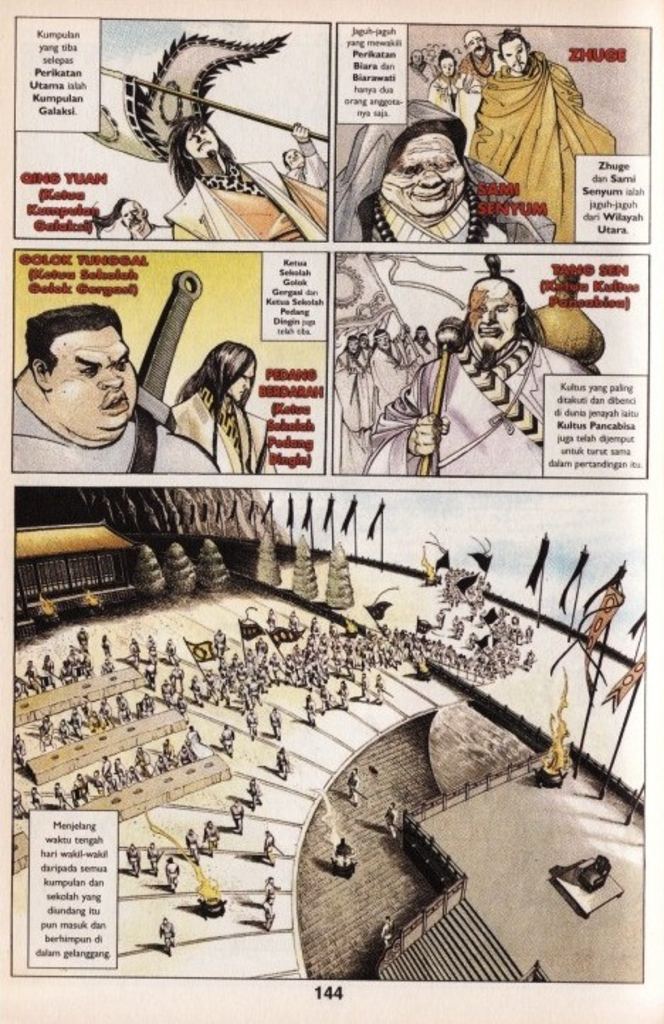 Kumpulan
yang tiba
selepas
Perikatan
Utama ialah
Kumpulan
Galaksi.
QING YUAN
(Ketua
Kumpulan
Galaksi)
Jaguh-jaguh
yang mewakili
Perikatan
Biara dan
Biarawati
hanya dua
orang anggota-
nya saja.
ZHUGE
SAMI
SENYUM
Zhuge
dan Sami
Senyum ialah
jaguh-jaguh
dari Wilayah
Utara.
GOLOK TUNGGAL
(Ketua Sekolah
Golok Gergasi)
Ketua
Sekolah
Golok
Gergasi dan
Ketua Sekolah
Pedang
Dingin juga
telah tiba.
PEDANG
BERDARAH
(Ketua
Sekolah
Pedang
Dingin)
TANG SEN
(Ketua Kultus
Pancabisa)
Kultus yang paling
ditakuti dan dibenci
di dunia jenayah iaitu
Kultus Pancabisa
juga telah dijemput
untuk turut sama
dalam pertandingan itu.
Menjelang
waktu tengah
hari wakil-wakil
daripada semua
kumpulan dan
sekolah yang
diundang itu
pun masuk dan
berhimpun di
dalam gelanggang.
144